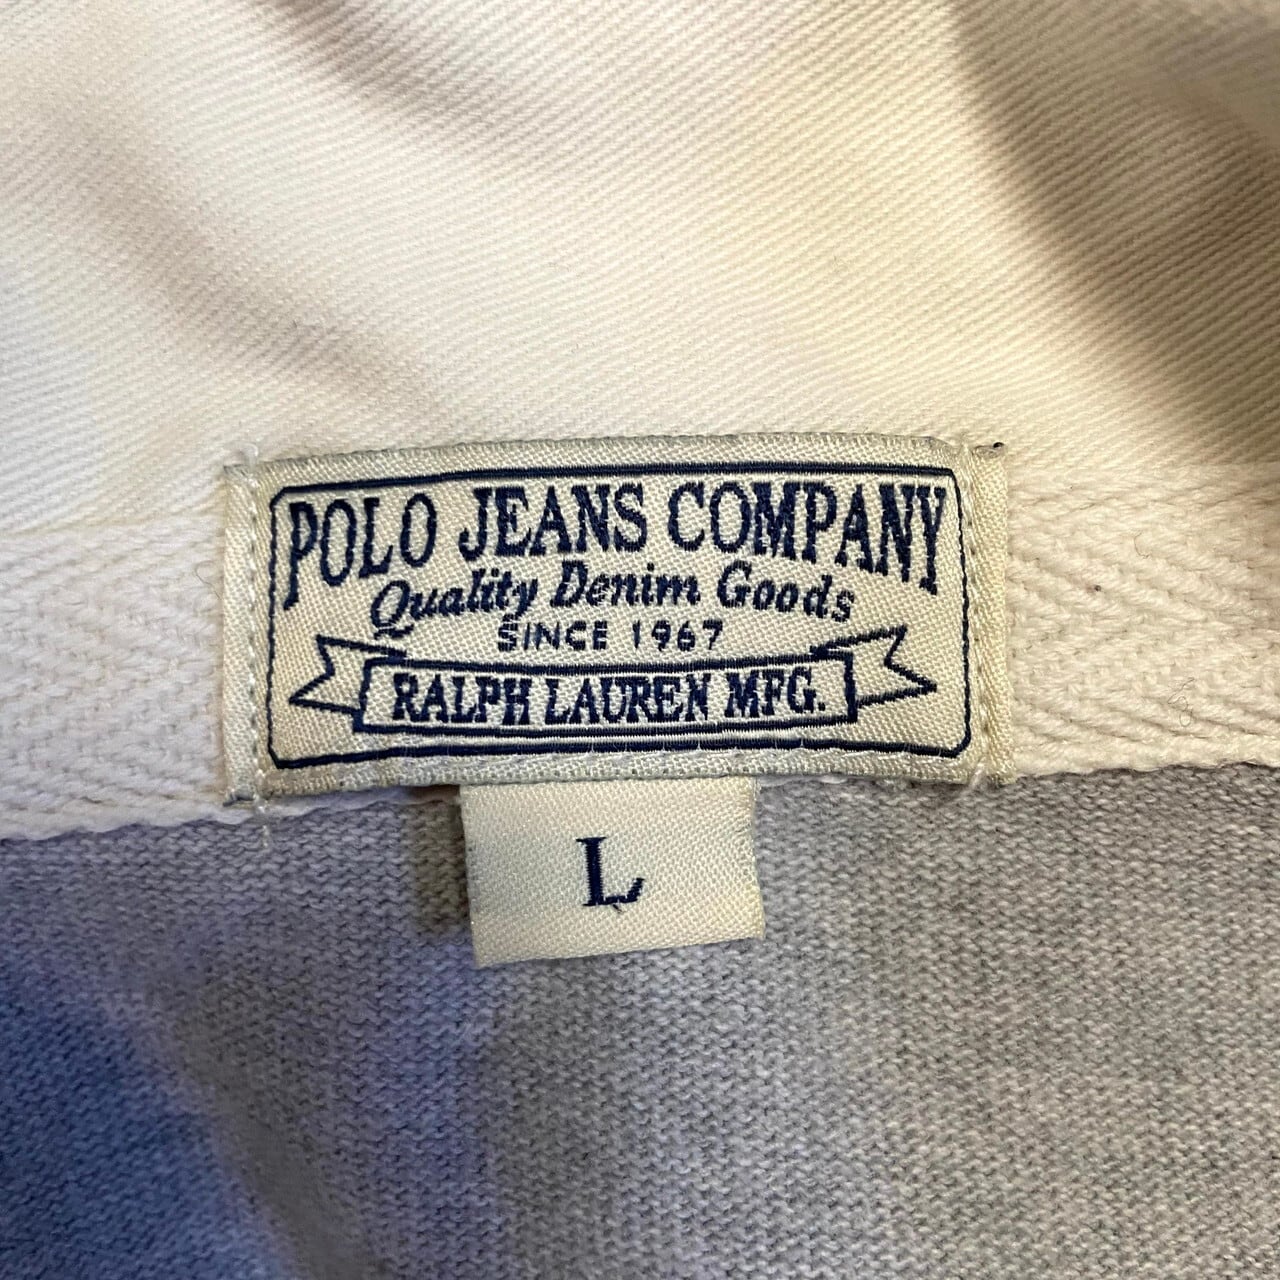 POLO JEANS COMPANY
Quality Denim Goods
SINCE 1967
RALPH LAUREN MFG.
L